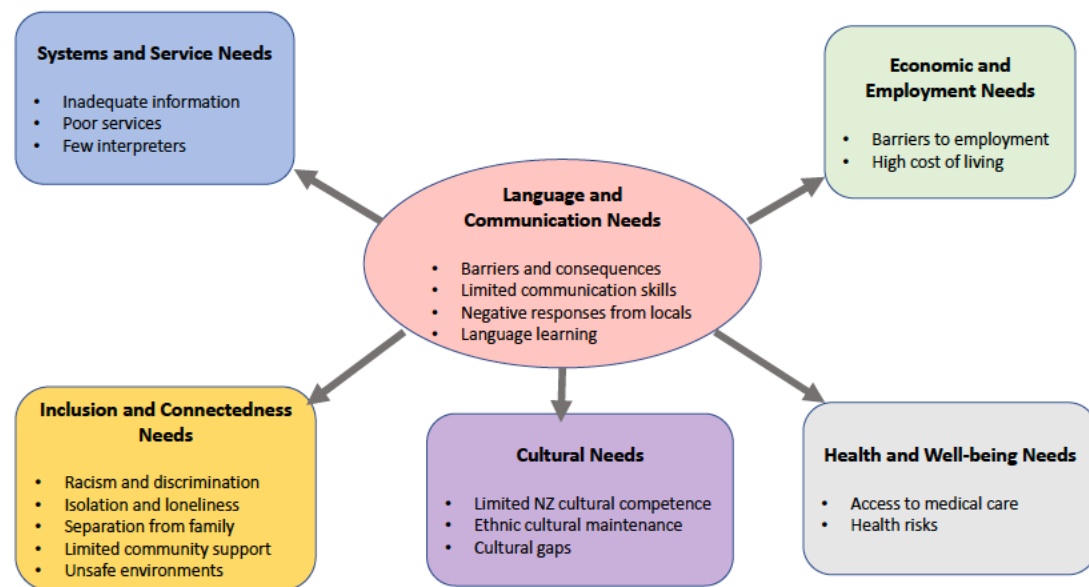 Systems and Service Needs
• Inadequate information
• Poor services
• Few interpreters
Economic and
Employment Needs
• Barriers to employment
• High cost of living
Language and
Communication Needs
• Barriers and consequences
• Limited communication skills
• Negative responses from locals
• Language learning
Inclusion and Connectedness
Needs
• Racism and discrimination
• Isolation and loneliness
• Separation from family
• Limited community support
• Unsafe environments
Cultural Needs
• Limited NZ cultural competence
• Ethnic cultural maintenance
• Cultural gaps
Health and Well-being Needs
• Access to medical care
• Health risks